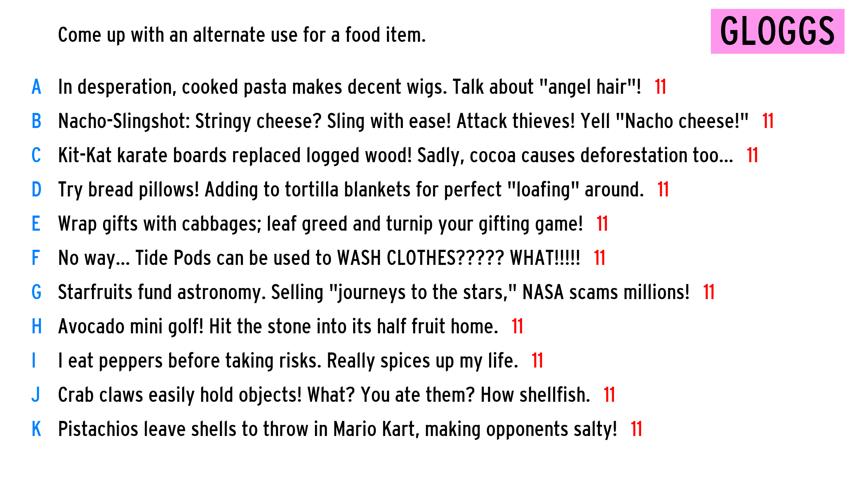 Come up with an alternate use for a food item.
GLOGGS
A In desperation, cooked pasta makes decent wigs. Talk about "angel hair"! 11
B Nacho-Slingshot: Stringy cheese? Sling with ease! Attack thieves! Yell "Nacho cheese!" 11
C Kit-Kat karate boards replaced logged wood! Sadly, cocoa causes deforestation too... 11
D Try bread pillows! Adding to tortilla blankets for perfect "loafing" around. 11
E Wrap gifts with cabbages; leaf greed and turnip your gifting game! 11
F No way... Tide Pods can be used to WASH CLOTHES????? WHAT!!!!! 11
G Starfruits fund astronomy. Selling "journeys to the stars," NASA scams millions! 11
H Avocado mini golf! Hit the stone into its half fruit home. 11
I I eat peppers before taking risks. Really spices up my life. 11
J Crab claws easily hold objects! What? You ate them? How shellfish. 11
K Pistachios leave shells to throw in Mario Kart, making opponents salty! 11